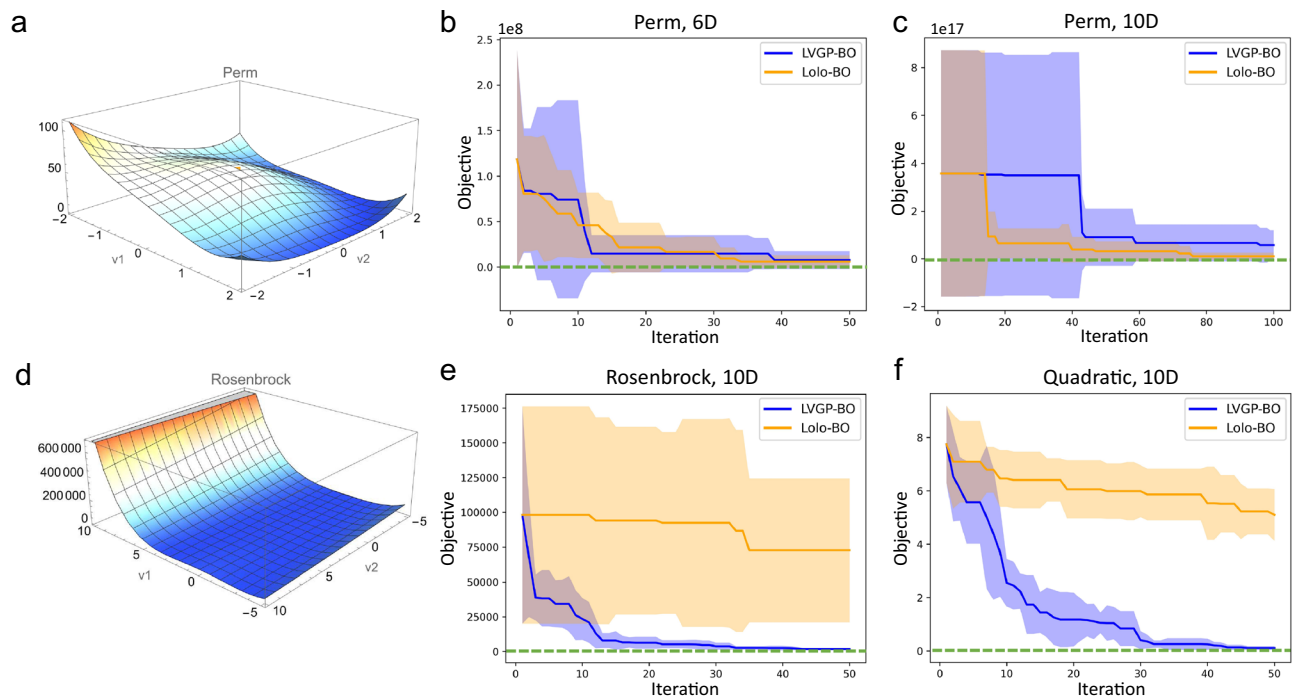 a
Perm
100
50
0
−2
−1
0
1
2
v1
−2
−1
0
1
2
v2
b
Perm, 6D
1e8
2.5
2.0
1.5
1.0
0.5
0.0
Objective
0
10
20
30
40
50
Iteration
LVGP-BO
Lolo-BO
c
Perm, 10D
1e17
8
6
4
2
0
−2
Objective
0
20
40
60
80
100
Iteration
LVGP-BO
Lolo-BO
d
Rosenbrock
600 000
400 000
200 000
0
10
5
0
−5
v1
−5
0
5
10
v2
e
Rosenbrock, 10D
175000
150000
125000
100000
75000
50000
25000
0
Objective
0
10
20
30
40
50
Iteration
LVGP-BO
Lolo-BO
f
Quadratic, 10D
8
6
4
2
0
Objective
0
10
20
30
40
50
Iteration
LVGP-BO
Lolo-BO